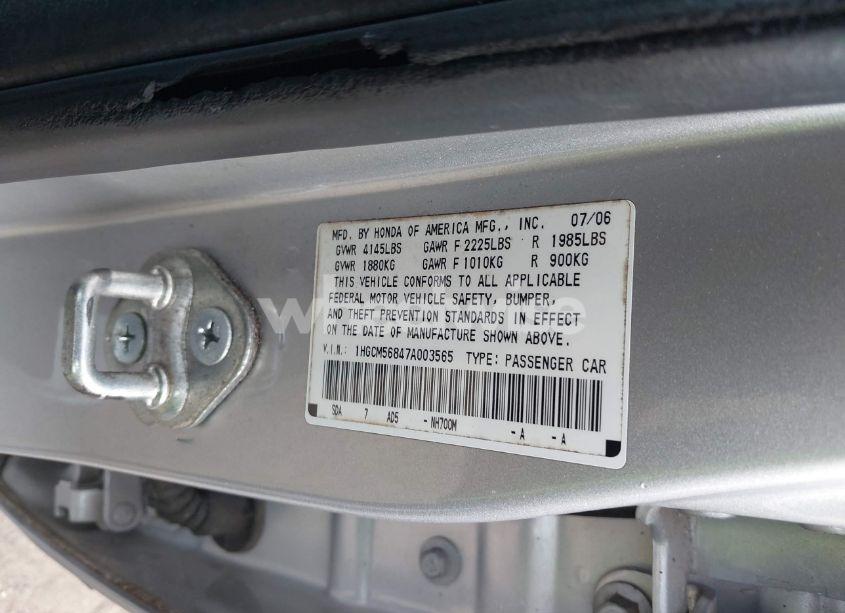 MFD. BY HONDA OF AMERICA MFG., INC. 07/06
GVWR 4145LBS GAWR F 2225LBS R 1985LBS
GVWR 1880KG GAWR F 1010KG R 900KG
THIS VEHICLE CONFORMS TO ALL APPLICABLE
FEDERAL MOTOR VEHICLE SAFETY, BUMPER,
AND THEFT PREVENTION STANDARDS IN EFFECT
ON THE DATE OF MANUFACTURE SHOWN ABOVE.
V.I.N.: 1HGCM56847A003565 TYPE: PASSENGER CAR
SDA 7 AD5 -NH700M -A -A